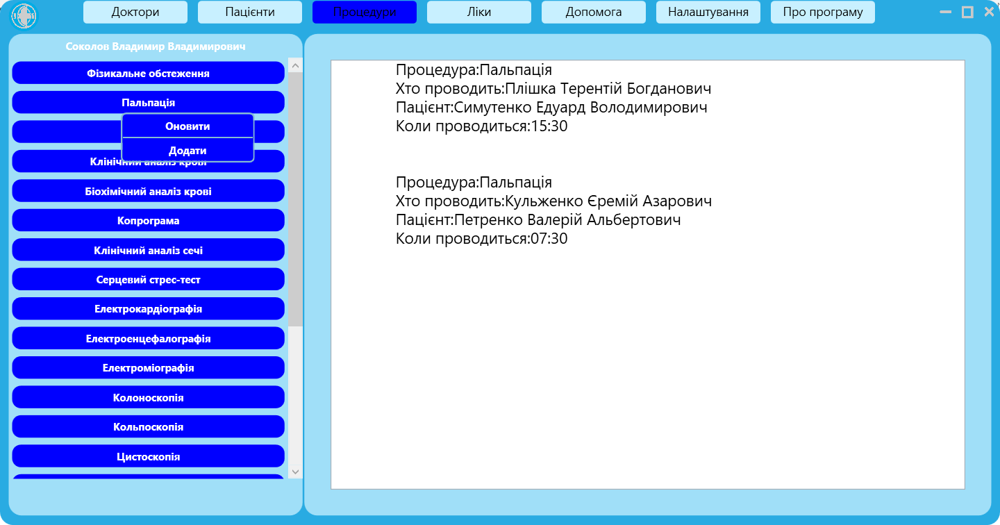 Доктори
Пацієнти
Процедури
Ліки
Допомога
Налаштування
Про програму
Соколов Владимир Владимирович
Фізикальне обстеження
Пальпація
Оновити
Додати
Клінічний аналіз крові
Біохімічний аналіз крові
Копрограма
Клінічний аналіз сечі
Серцевий стрес-тест
Електрокардіографія
Електроенцефалографія
Електроміографія
Колоноскопія
Кольпоскопія
Цистоскопія
Процедура:Пальпація
Хто проводить:Плішка Терентій Богданович
Пацієнт:Симутенко Едуард Володимирович
Коли проводиться:15:30
Процедура:Пальпація
Хто проводить:Кульженко Єремій Азарович
Пацієнт:Петренко Валерій Альбертович
Коли проводиться:07:30